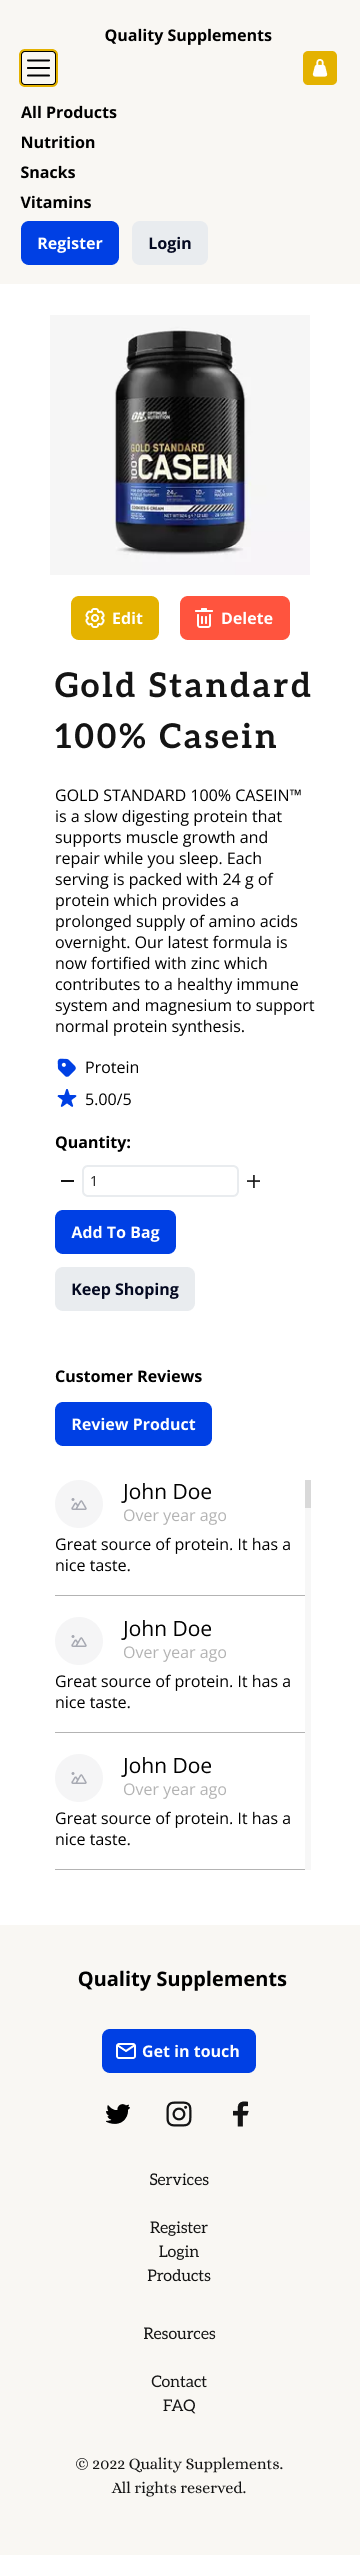 Quality Supplements
All Products
Nutrition
Snacks
Vitamins
Register Login
ON OPTIMUM NUTRITION
GOLD STANDARD
100% CASEIN
COOKIES & CREAM
Edit Delete
Gold Standard
100% Casein
GOLD STANDARD 100% CASEIN™
is a slow digesting protein that
supports muscle growth and
repair while you sleep. Each
serving is packed with 24 g of
protein which provides a
prolonged supply of amino acids
overnight. Our latest formula is
now fortified with zinc which
contributes to a healthy immune
system and magnesium to support
normal protein synthesis.
Protein
5.00/5
Quantity:
1
Add To Bag
Keep Shoping
Customer Reviews
Review Product
John Doe
Over year ago
Great source of protein. It has a
nice taste.
John Doe
Over year ago
Great source of protein. It has a
nice taste.
John Doe
Over year ago
Great source of protein. It has a
nice taste.
Quality Supplements
Get in touch
Services
Register
Login
Products
Resources
Contact
FAQ
© 2022 Quality Supplements.
All rights reserved.